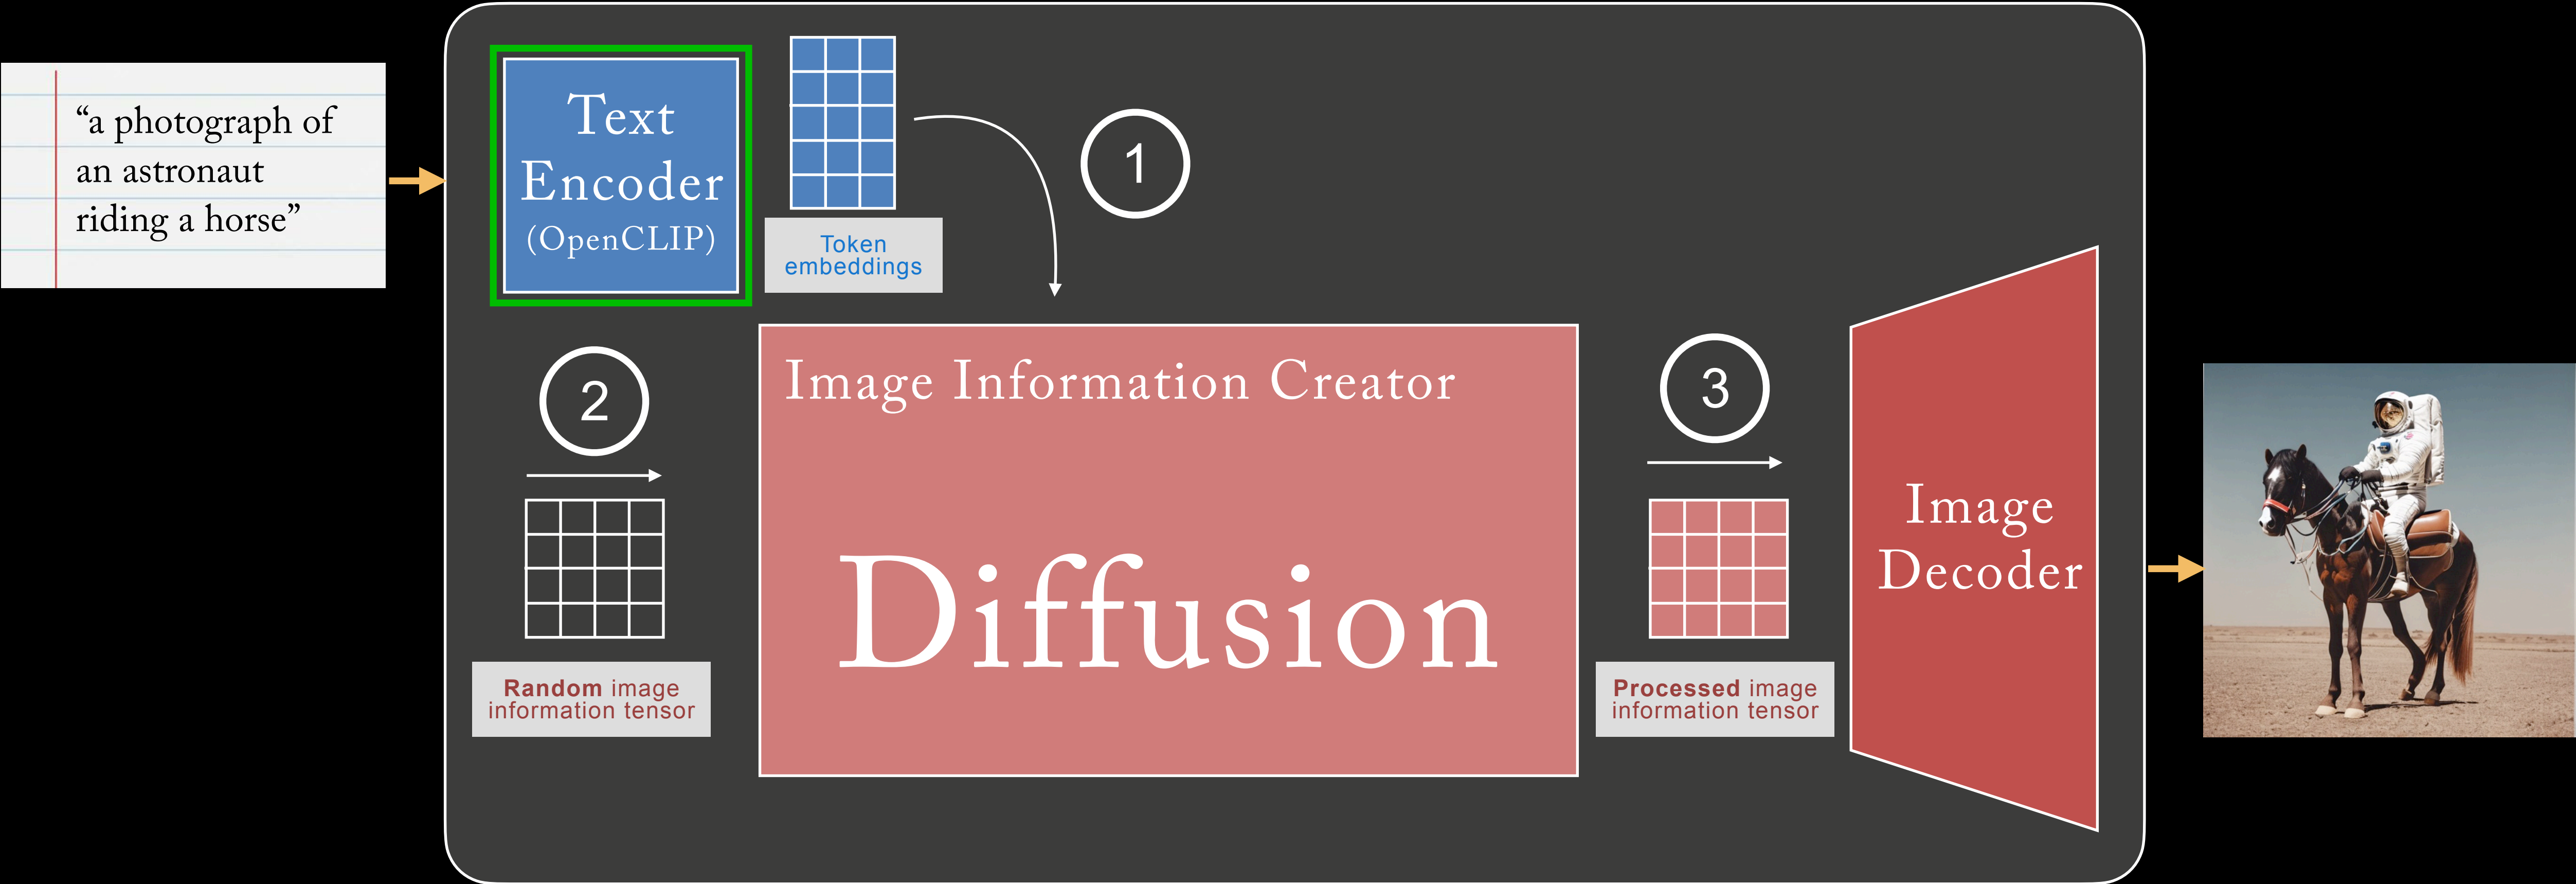 “a photograph of
an astronaut
riding a horse”
Text
Encoder
(OpenCLIP)
Token
embeddings
1
2
Random image
information tensor
Image Information Creator
Diffusion
3
Processed image
information tensor
Image
Decoder